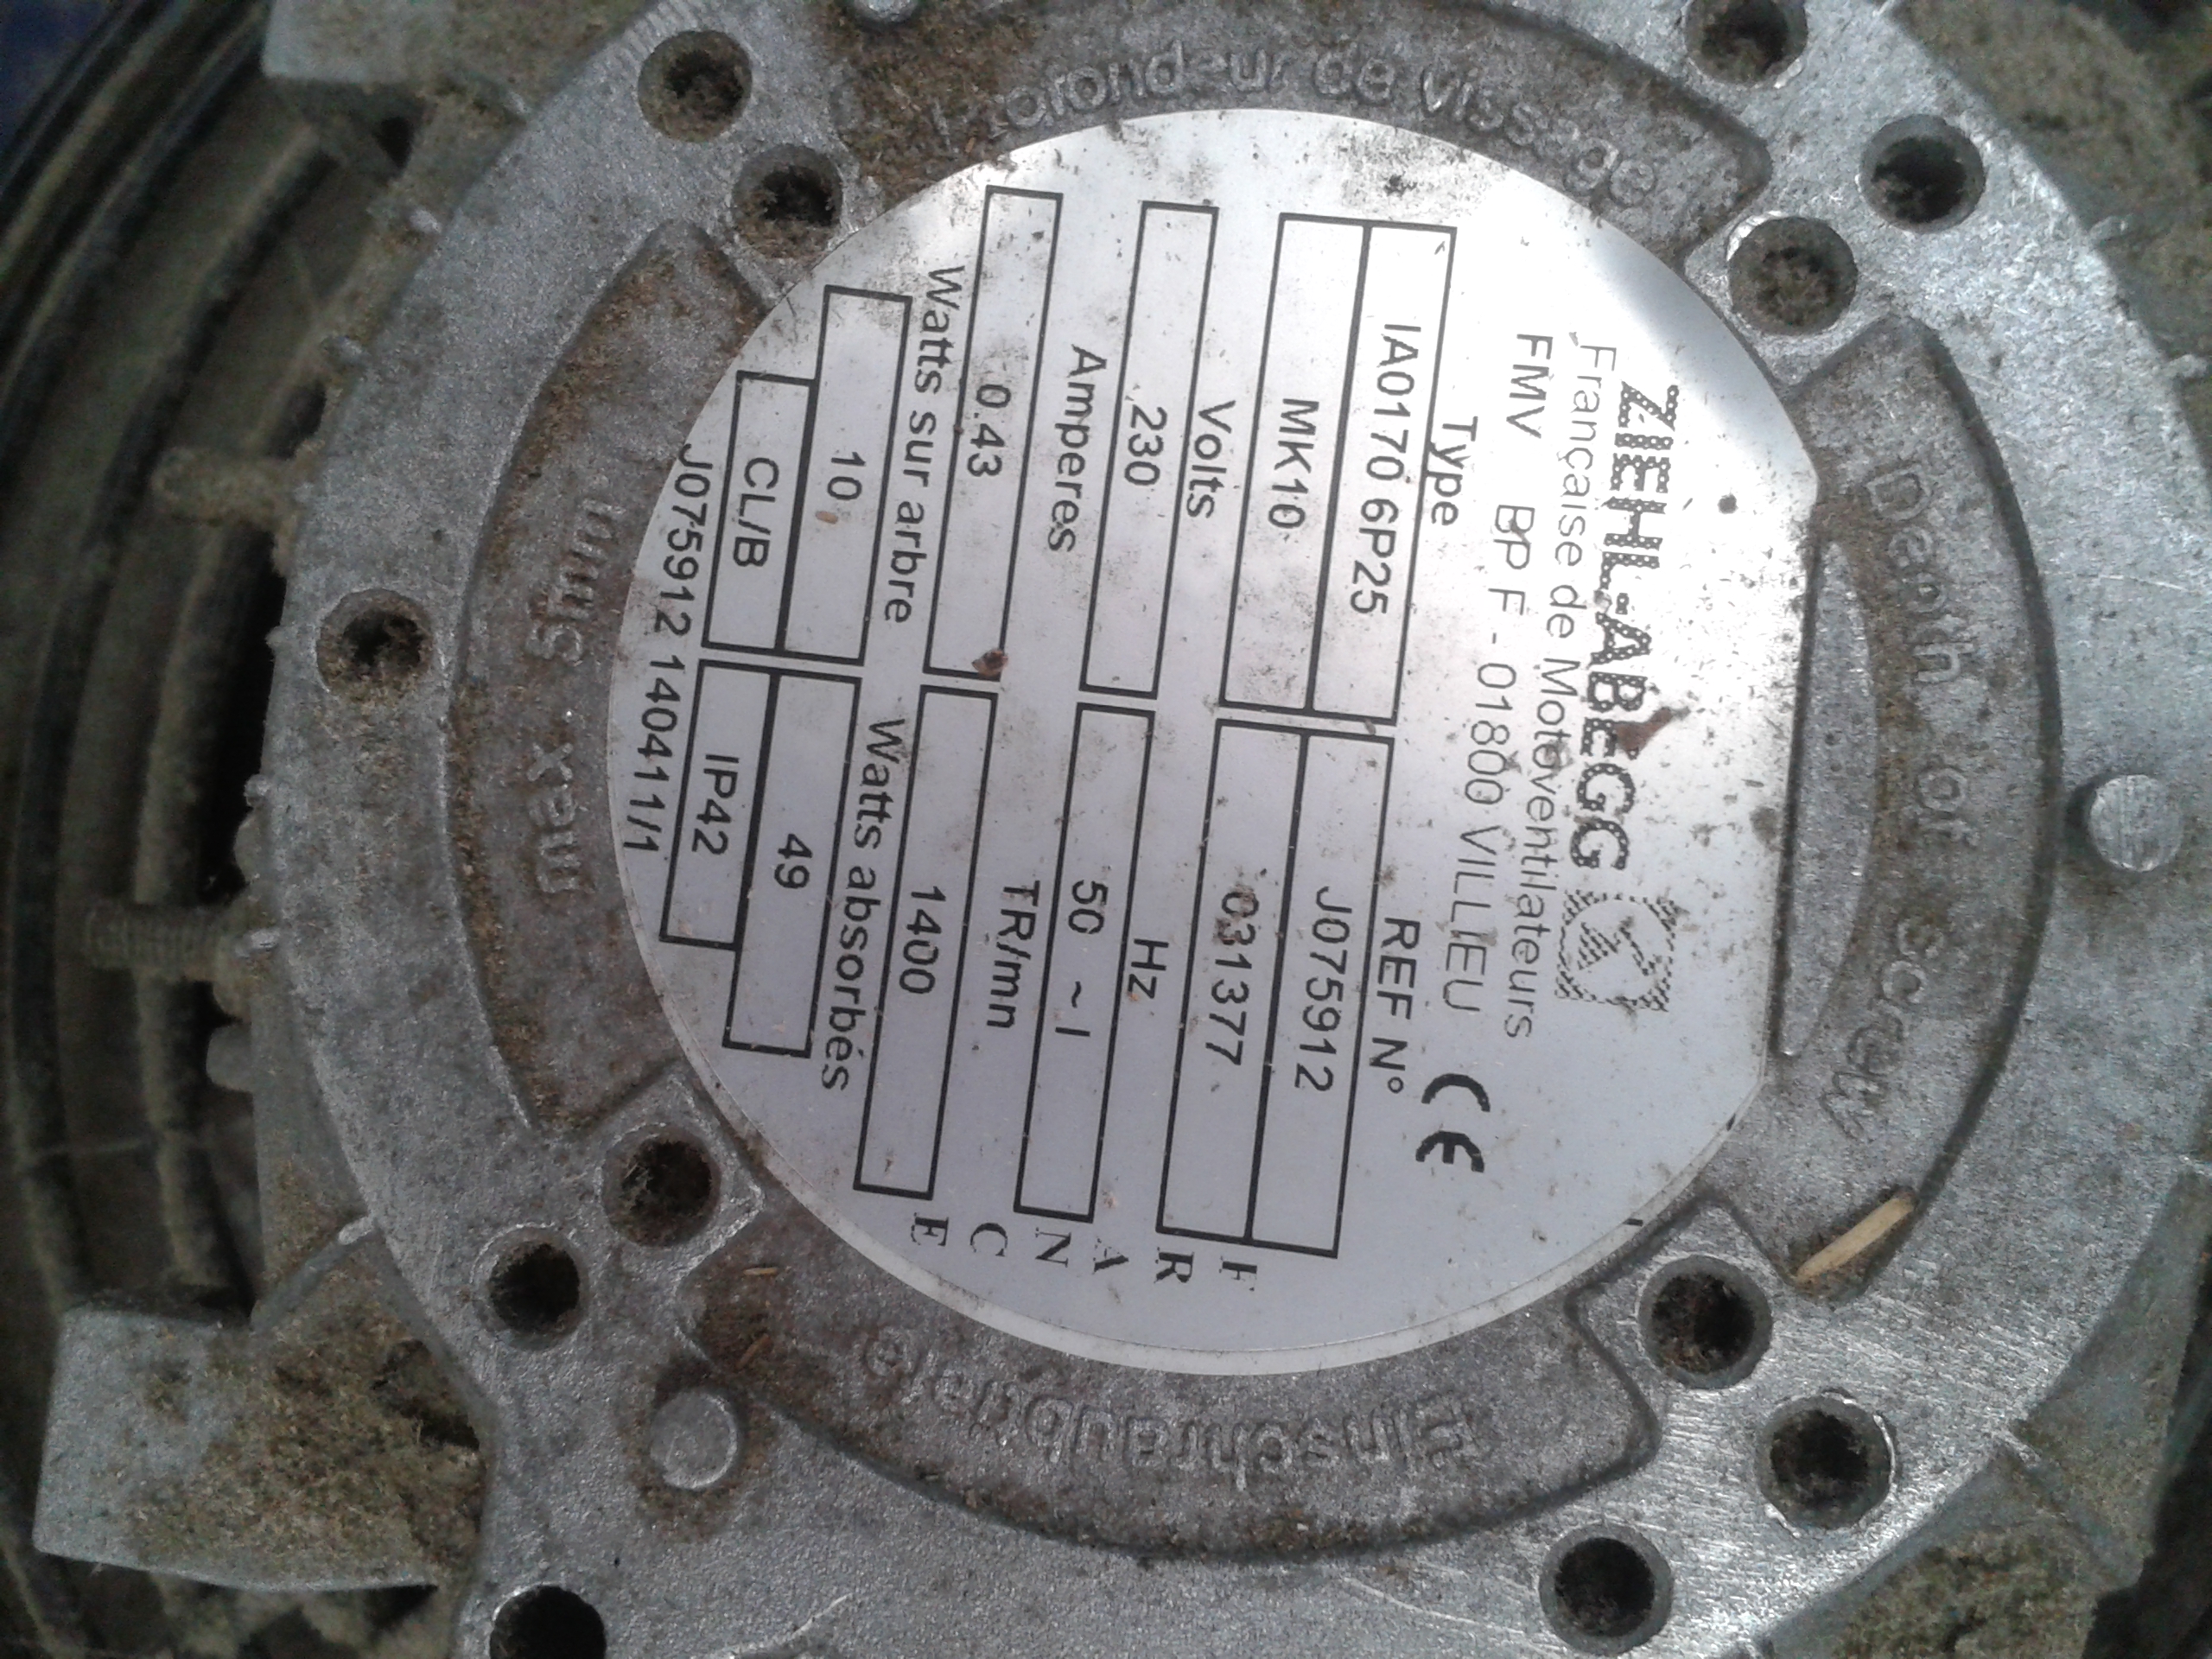 ZIEHL-ABEGG
Française de Motoventilateurs
FMV BP F - 01800 VILLIEU
CE
Type REF N°
IA0170 6P25 J075912
MK10 031377
Volts Hz
230 50 ~ I
Amperes TR/mn
0.43 1400
Watts sur arbre Watts absorbés
10 49
CL/B IP42
J075912 140411/1
FRANCE
Depth of screw
Einschraubtiefe
max 5mm
de vissage